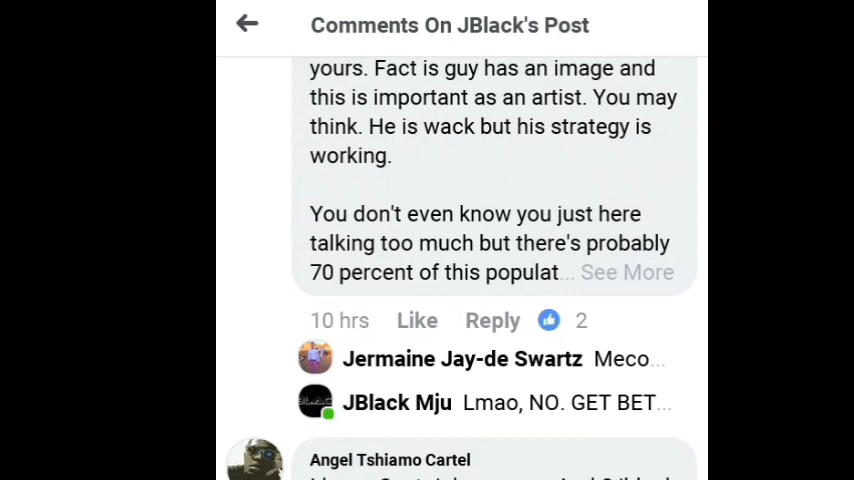 Comments On JBlack's Post
yours. Fact is guy has an image and
this is important as an artist. You may
think. He is wack but his strategy is
working.
You don't even know you just here
talking too much but there's probably
70 percent of this populat... See More
10 hrs Like Reply 2
Jermaine Jay-de Swartz Meco...
JBlack Mju Lmao, NO. GET BET...
Angel Tshiamo Cartel